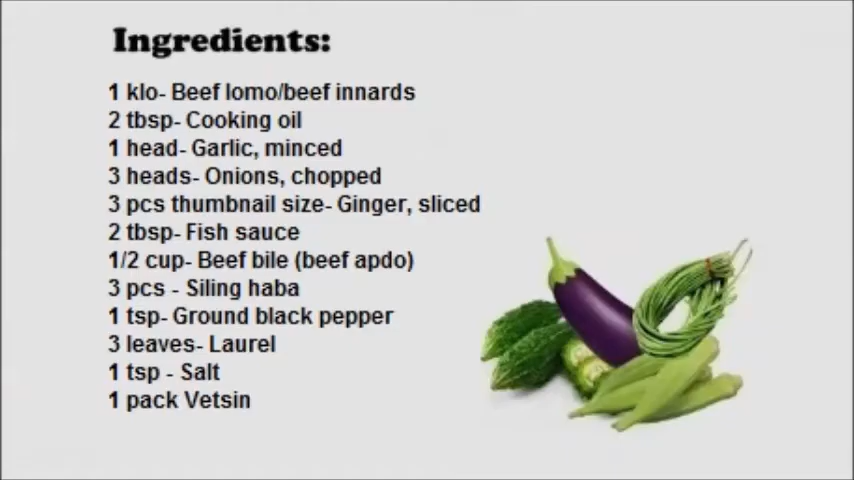 Ingredients:
1 klo- Beef lomo/beef innards
2 tbsp- Cooking oil
1 head- Garlic, minced
3 heads- Onions, chopped
3 pcs thumbnail size- Ginger, sliced
2 tbsp- Fish sauce
1/2 cup- Beef bile (beef apdo)
3 pcs - Siling haba
1 tsp- Ground black pepper
3 leaves- Laurel
1 tsp - Salt
1 pack Vetsin